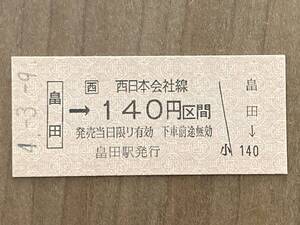 4.-3.-9.
畠田
西 西日本会社線
→140円区間
発売当日限り有効 下車前途無効
畠田駅発行
畠田↓
小 140